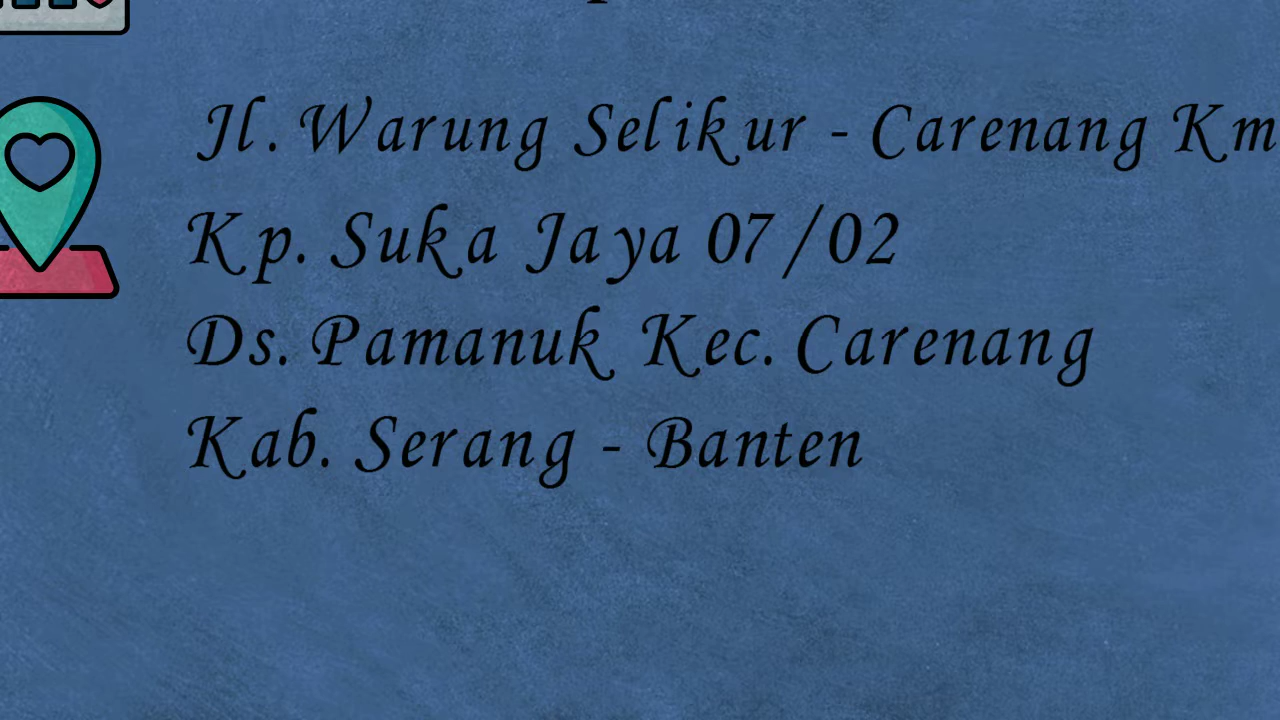 Jl. Warung Selikur - Carenang Km
Kp. Suka Jaya 07/02
Ds. Pamanuk Kec. Carenang
Kab. Serang - Banten